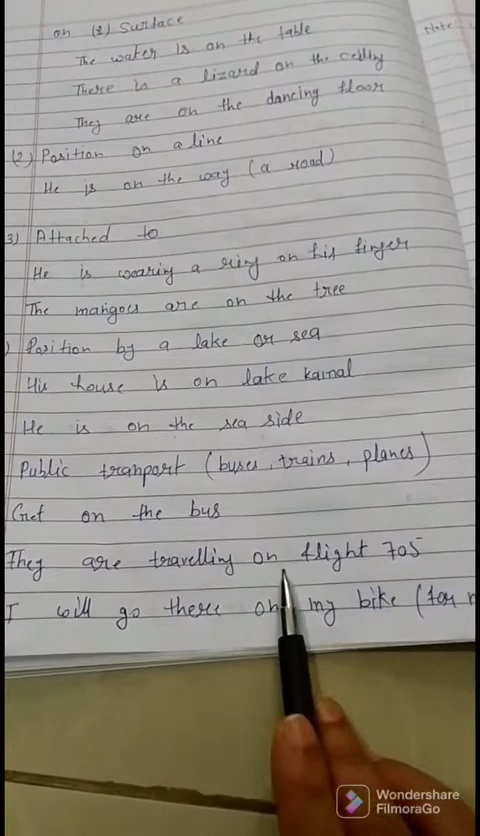 on (1) Surface
The water is on the table
There is a lizard on the ceiling
They are on the dancing floor
(2) Position on a line
He is on the way (a road)
3) Attached to
He is wearing a ring on his finger
The mangoes are on the tree
) Position by a lake or sea
His house is on lake kamal
He is on the sea side
Public tranport (buses, trains, planes)
Get on the bus
They are travelling on flight 705
I will go there on my bike (for
Note:
Wondershare
FilmoraGo